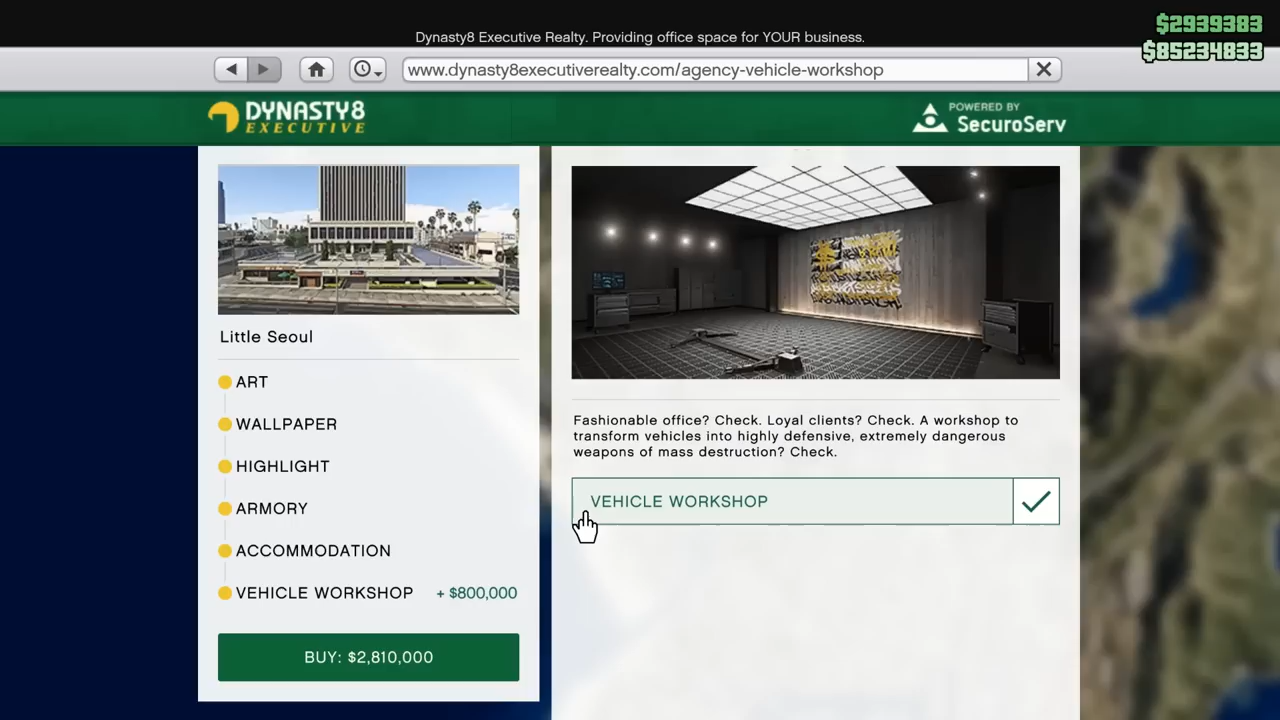 Dynasty8 Executive Realty. Providing office space for YOUR business.
$2939383
$85234833
www.dynasty8executiverealty.com/agency-vehicle-workshop
DYNASTY8
EXECUTIVE
POWERED BY
SecuroServ
Little Seoul
ART
WALLPAPER
HIGHLIGHT
ARMORY
ACCOMMODATION
VEHICLE WORKSHOP + $800,000
BUY: $2,810,000
Fashionable office? Check. Loyal clients? Check. A workshop to
transform vehicles into highly defensive, extremely dangerous
weapons of mass destruction? Check.
VEHICLE WORKSHOP